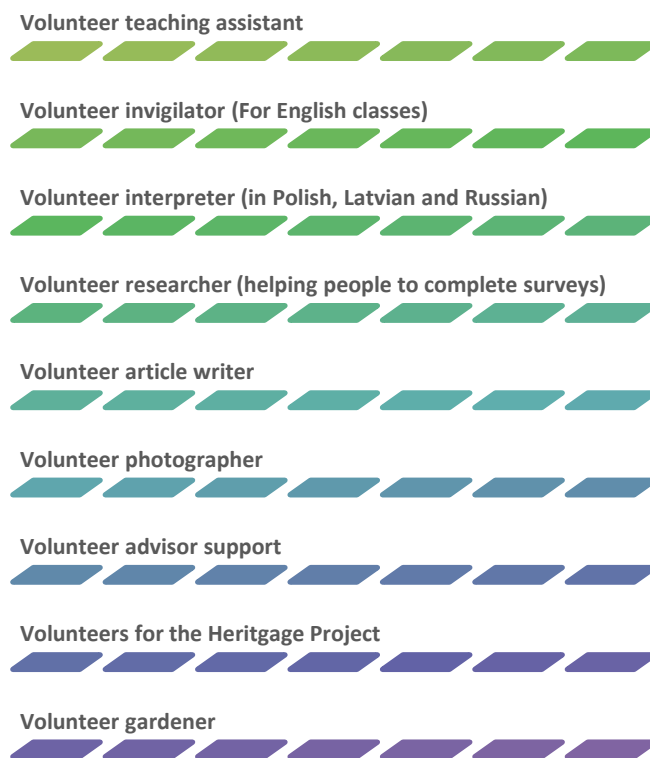 Volunteer teaching assistant
Volunteer invigilator (For English classes)
Volunteer interpreter (in Polish, Latvian and Russian)
Volunteer researcher (helping people to complete surveys)
Volunteer article writer
Volunteer photographer
Volunteer advisor support
Volunteers for the Heritgage Project
Volunteer gardener